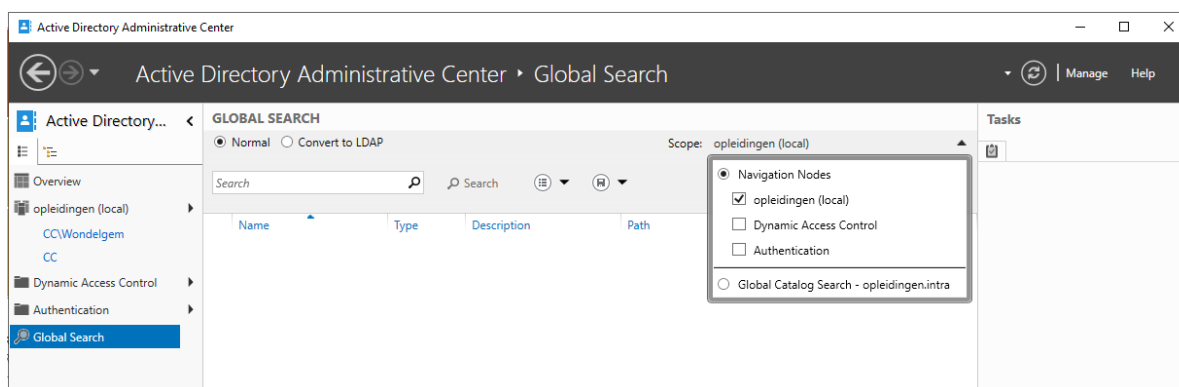 Active Directory Administrative Center
Active Directory Administrative Center ‣ Global Search
Manage Help
Active Directory...
Overview
opleidingen (local)
CC\Wondelgem
CC
Dynamic Access Control
Authentication
Global Search
GLOBAL SEARCH
Normal Convert to LDAP
Scope: opleidingen (local)
Search Search
Name Type Description Path
Navigation Nodes
opleidingen (local)
Dynamic Access Control
Authentication
Global Catalog Search - opleidingen.intra
Tasks